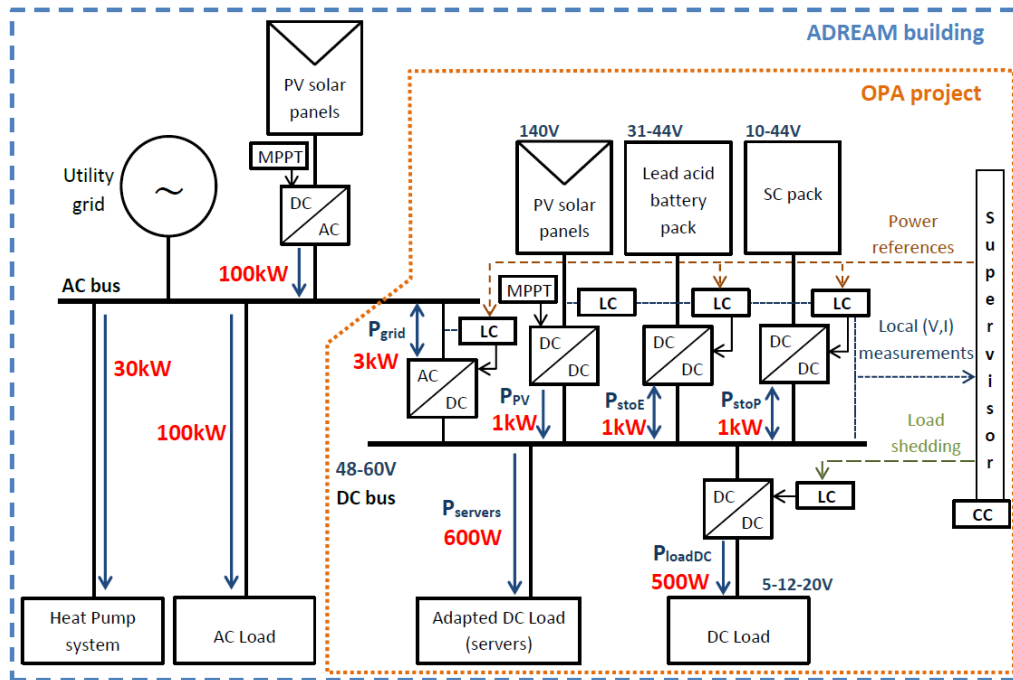 ADREAM building
OPA project
PV solar
panels
Utility
grid
~
MPPT
DC
AC
100kW
AC bus
140V
31-44V
10-44V
PV solar
panels
Lead acid
battery
pack
SC pack
Power
references
Supervisor
CC
MPPT
LC
LC
LC
LC
Local (V,I)
measurements
Pgrid
3kW
AC
DC
DC
DC
DC
DC
DC
DC
PPV
1kW
PstoE
1kW
PstoP
1kW
30kW
100kW
48-60V
DC bus
Load
shedding
LC
DC
DC
Pservers
600W
PloadDC
500W
5-12-20V
Heat Pump
system
AC Load
Adapted DC Load
(servers)
DC Load